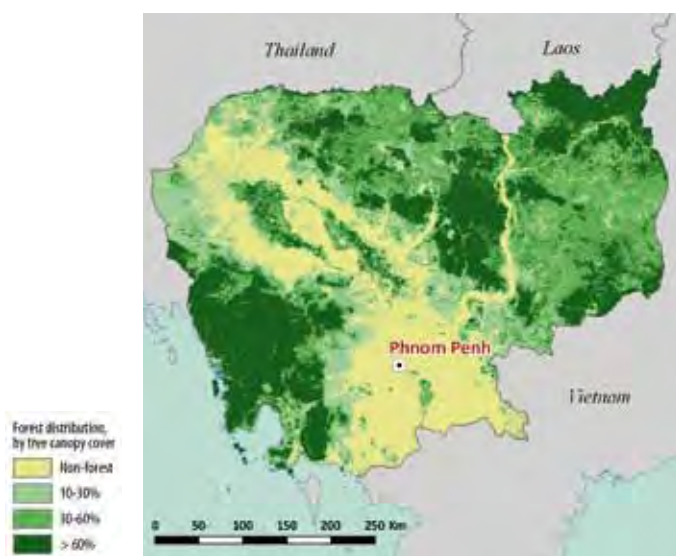 Thailand
Laos
Phnom Penh
Vietnam
Forest distribution,
by tree canopy cover
Non-forest
10-30%
30-60%
> 60%
0 50 100 150 200 250 Km